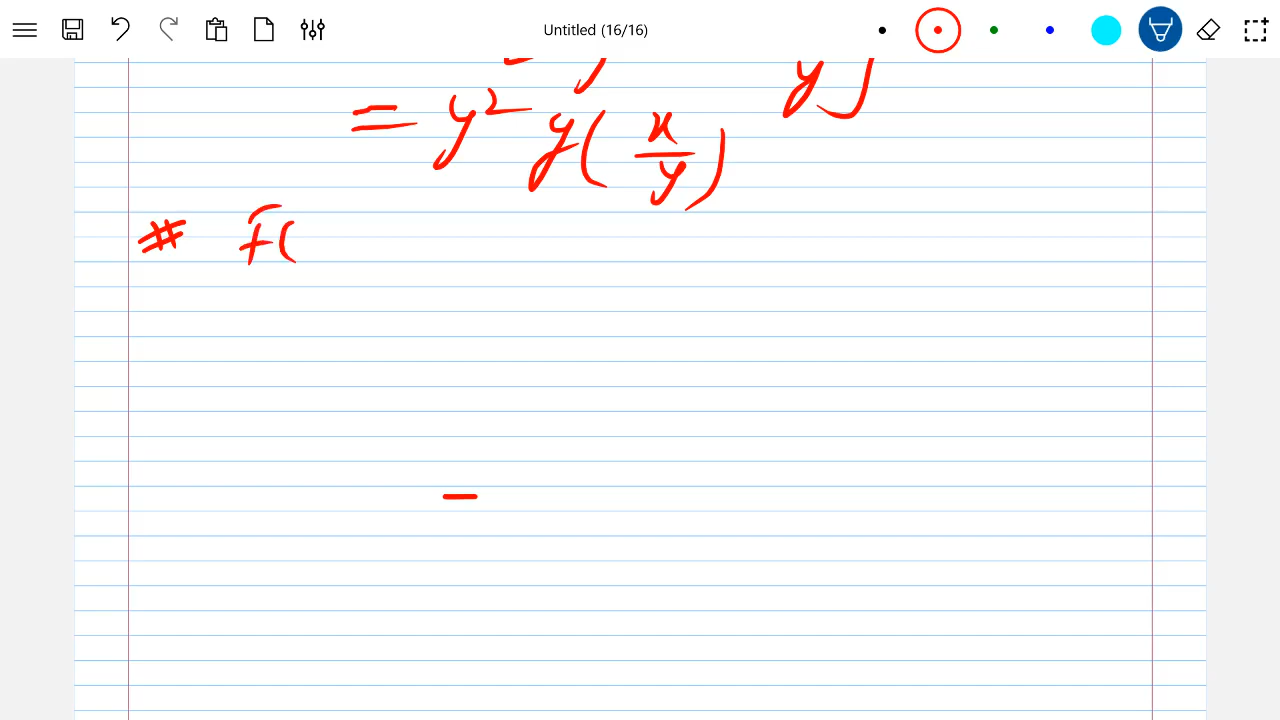 Untitled (16/16)
= y² y(x/y)
# F(